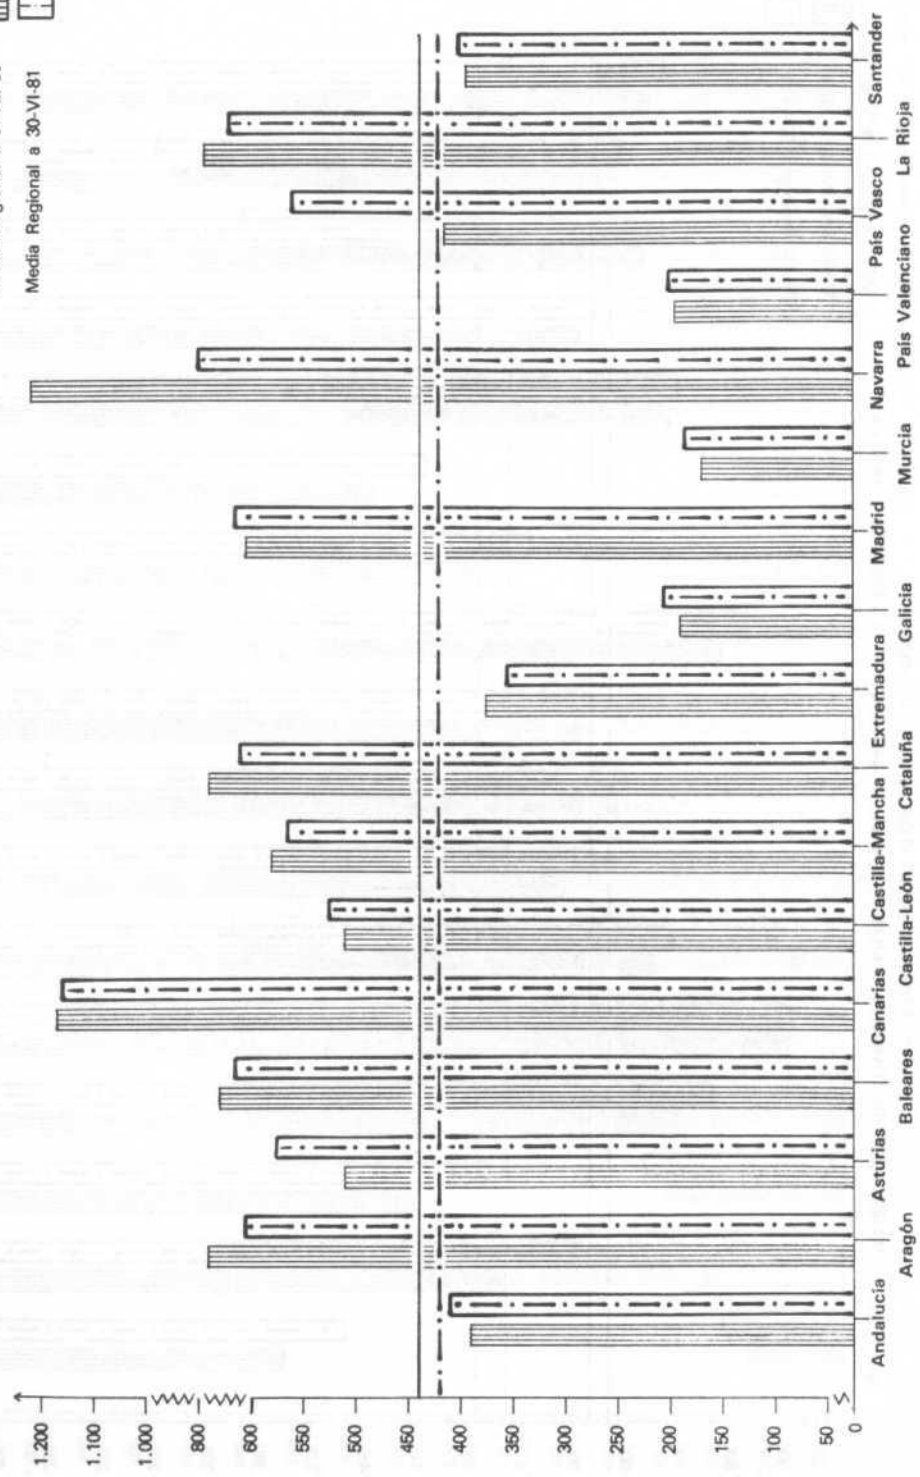 Media Regional a 30-VI-81
1.200
1.100
1.000
800
600
550
500
450
400
350
300
250
200
150
100
50
0
Andalucía
Aragón
Asturias
Baleares
Canarias
Castilla-León
Castilla-Mancha
Cataluña
Extremadura
Galicia
Madrid
Murcia
Navarra
País Valenciano
País Vasco
La Rioja
Santander